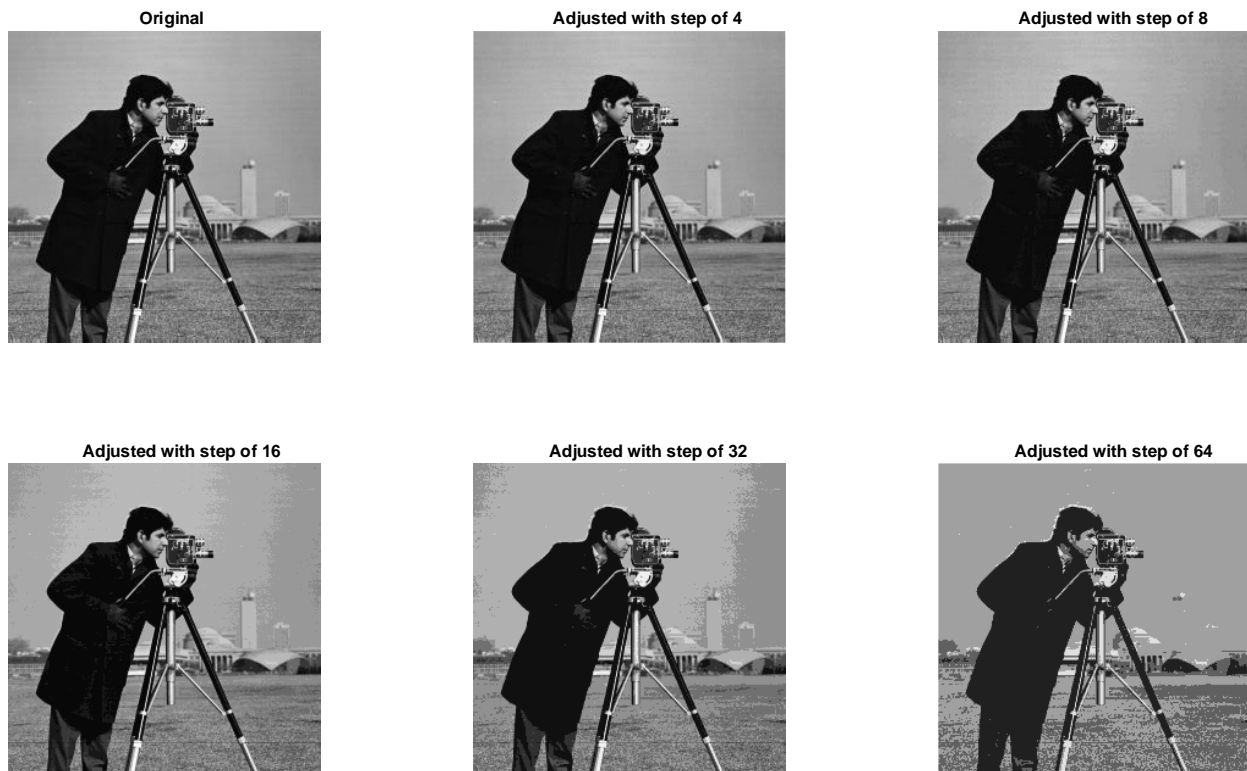 Original
Adjusted with step of 4
Adjusted with step of 8
Adjusted with step of 16
Adjusted with step of 32
Adjusted with step of 64